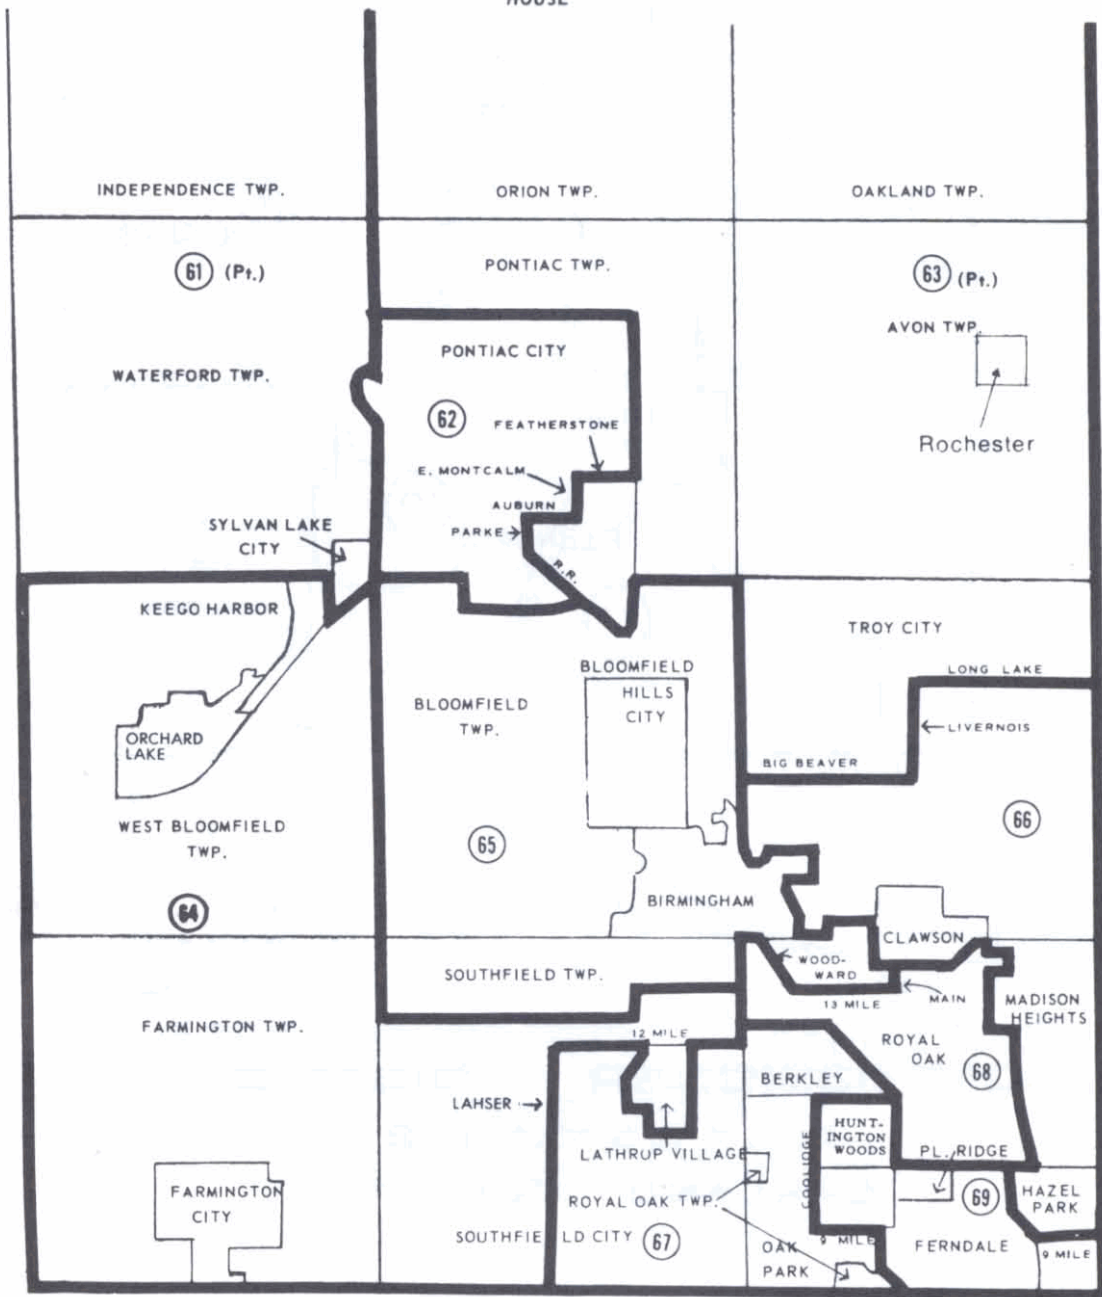 HOUSE
INDEPENDENCE TWP.
ORION TWP.
OAKLAND TWP.
61 (Pt.)
PONTIAC TWP.
63 (Pt.)
AVON TWP.
Rochester
WATERFORD TWP.
PONTIAC CITY
62
FEATHERSTONE
E. MONTCALM
AUBURN
PARKE
R.R.
SYLVAN LAKE
CITY
KEEGO HARBOR
ORCHARD
LAKE
WEST BLOOMFIELD
TWP.
64
BLOOMFIELD
TWP.
65
BLOOMFIELD
HILLS
CITY
TROY CITY
LONG LAKE
LIVERNOIS
BIG BEAVER
66
BIRMINGHAM
CLAWSON
SOUTHFIELD TWP.
WOOD-
WARD
13 MILE
MAIN
MADISON
HEIGHTS
FARMINGTON TWP.
12 MILE
ROYAL
OAK
68
BERKLEY
LAHSER
HUNT-
INGTON
WOODS
COOLIDGE
LATHRUP VILLAGE
PL. RIDGE
FARMINGTON
CITY
ROYAL OAK TWP.
69
HAZEL
PARK
SOUTHFIELD CITY
67
OAK
PARK
9 MILE
FERNDALE
9 MILE